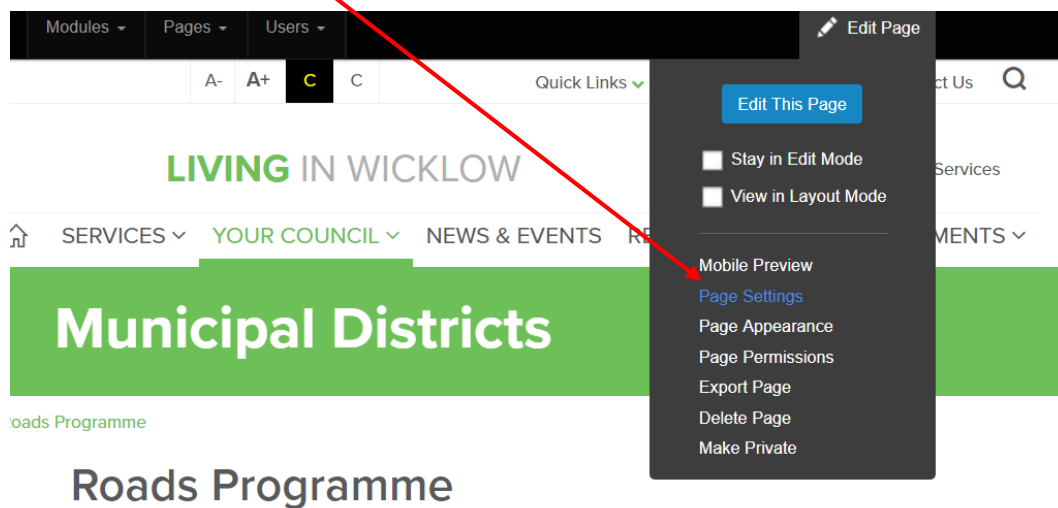 Modules Pages Users Edit Page
A- A+ C C Quick Links ct Us
Edit This Page
Stay in Edit Mode
LIVING IN WICKLOW Services
View in Layout Mode
SERVICES YOUR COUNCIL NEWS & EVENTS RE MENTS
Mobile Preview
Page Settings
Municipal Districts
Page Appearance
Page Permissions
Export Page
Delete Page
oads Programme
Make Private
Roads Programme